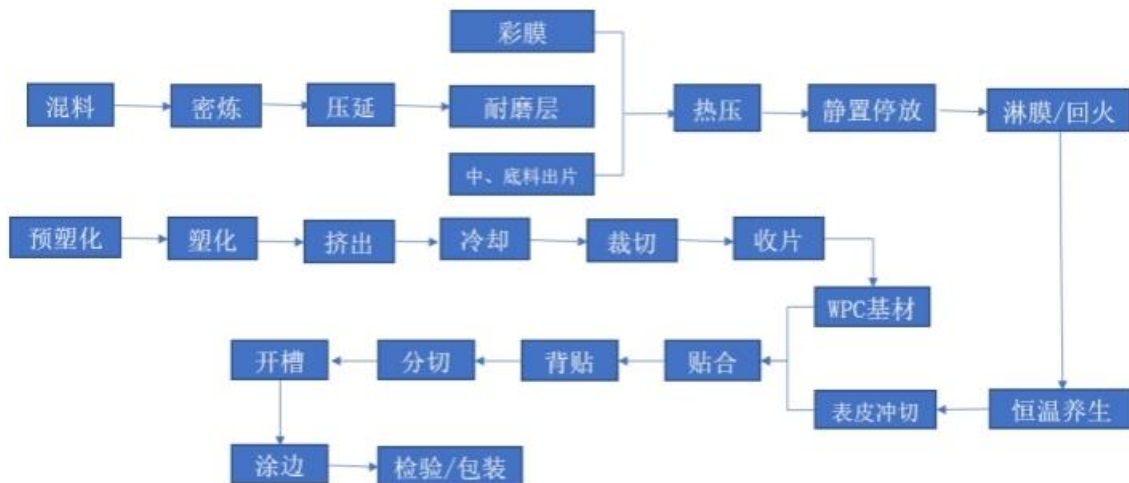 彩膜
混料
密炼
压延
耐磨层
热压
静置停放
淋膜/回火
中、底料出片
预塑化
塑化
挤出
冷却
裁切
收片
WPC基材
开槽
分切
背贴
贴合
表皮冲切
恒温养生
涂边
检验/包装